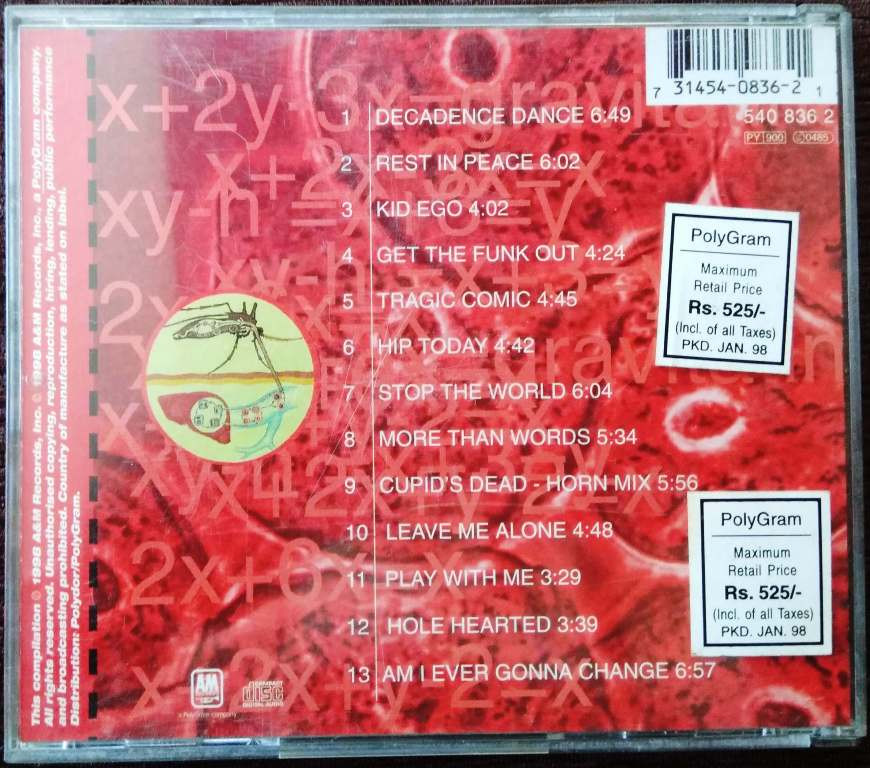 This compilation ℗ 1998 A&M Records, Inc. © 1998 A&M Records, Inc., a PolyGram company.
All rights reserved. Unauthorised copying, reproduction, hiring, lending, public performance
and broadcasting prohibited. Country of manufacture as stated on label.
Distribution: Polydor/PolyGram.
7 31454-0836-2 1
540 836 2
PY 900 0485
1 DECADENCE DANCE 6:49
2 REST IN PEACE 6:02
3 KID EGO 4:02
4 GET THE FUNK OUT 4:24
5 TRAGIC COMIC 4:45
6 HIP TODAY 4:42
7 STOP THE WORLD 6:04
8 MORE THAN WORDS 5:34
9 CUPID'S DEAD - HORN MIX 5:56
10 LEAVE ME ALONE 4:48
11 PLAY WITH ME 3:29
12 HOLE HEARTED 3:39
13 AM I EVER GONNA CHANGE 6:57
PolyGram
Maximum
Retail Price
Rs. 525/-
(Incl. of all Taxes)
PKD. JAN. 98
PolyGram
Maximum
Retail Price
Rs. 525/-
(Incl. of all Taxes)
PKD. JAN. 98
x+2y-3x=gravita
2x+6
AM
RECORDS
a PolyGram company
COMPACT
disc
DIGITAL AUDIO